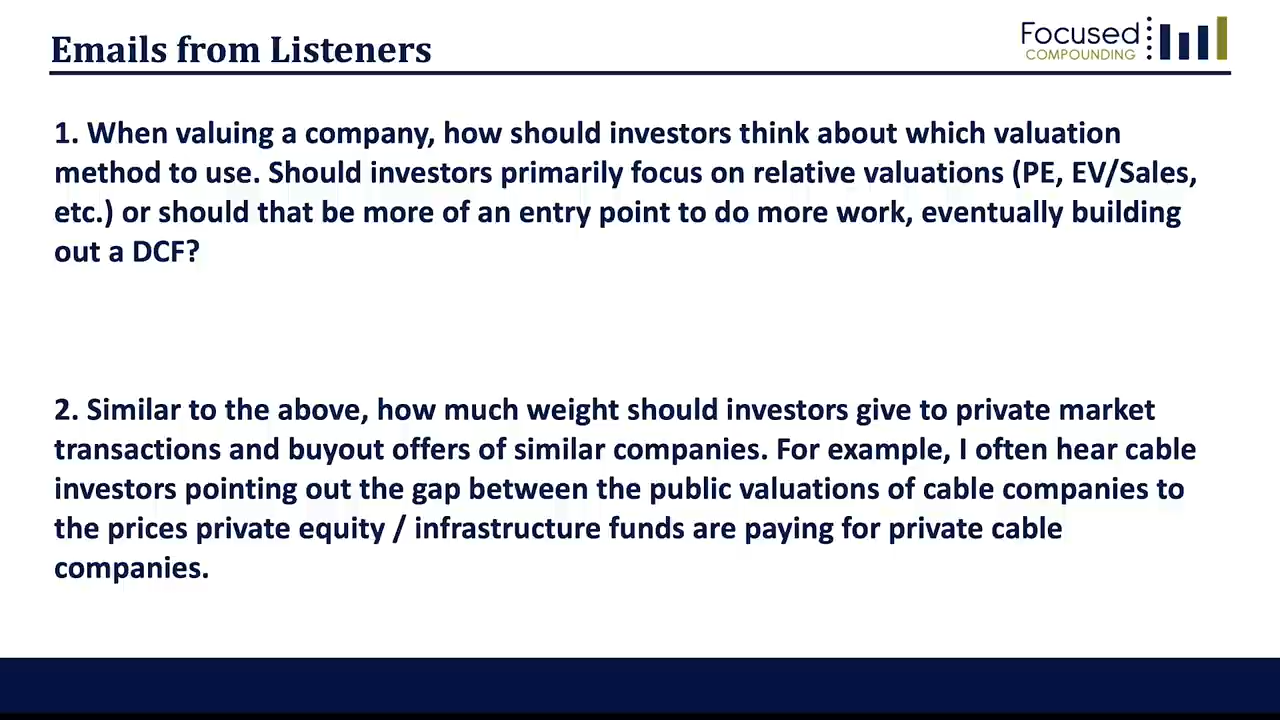 Emails from Listeners
Focused
COMPOUNDING
1. When valuing a company, how should investors think about which valuation
method to use. Should investors primarily focus on relative valuations (PE, EV/Sales,
etc.) or should that be more of an entry point to do more work, eventually building
out a DCF?
2. Similar to the above, how much weight should investors give to private market
transactions and buyout offers of similar companies. For example, I often hear cable
investors pointing out the gap between the public valuations of cable companies to
the prices private equity / infrastructure funds are paying for private cable
companies.